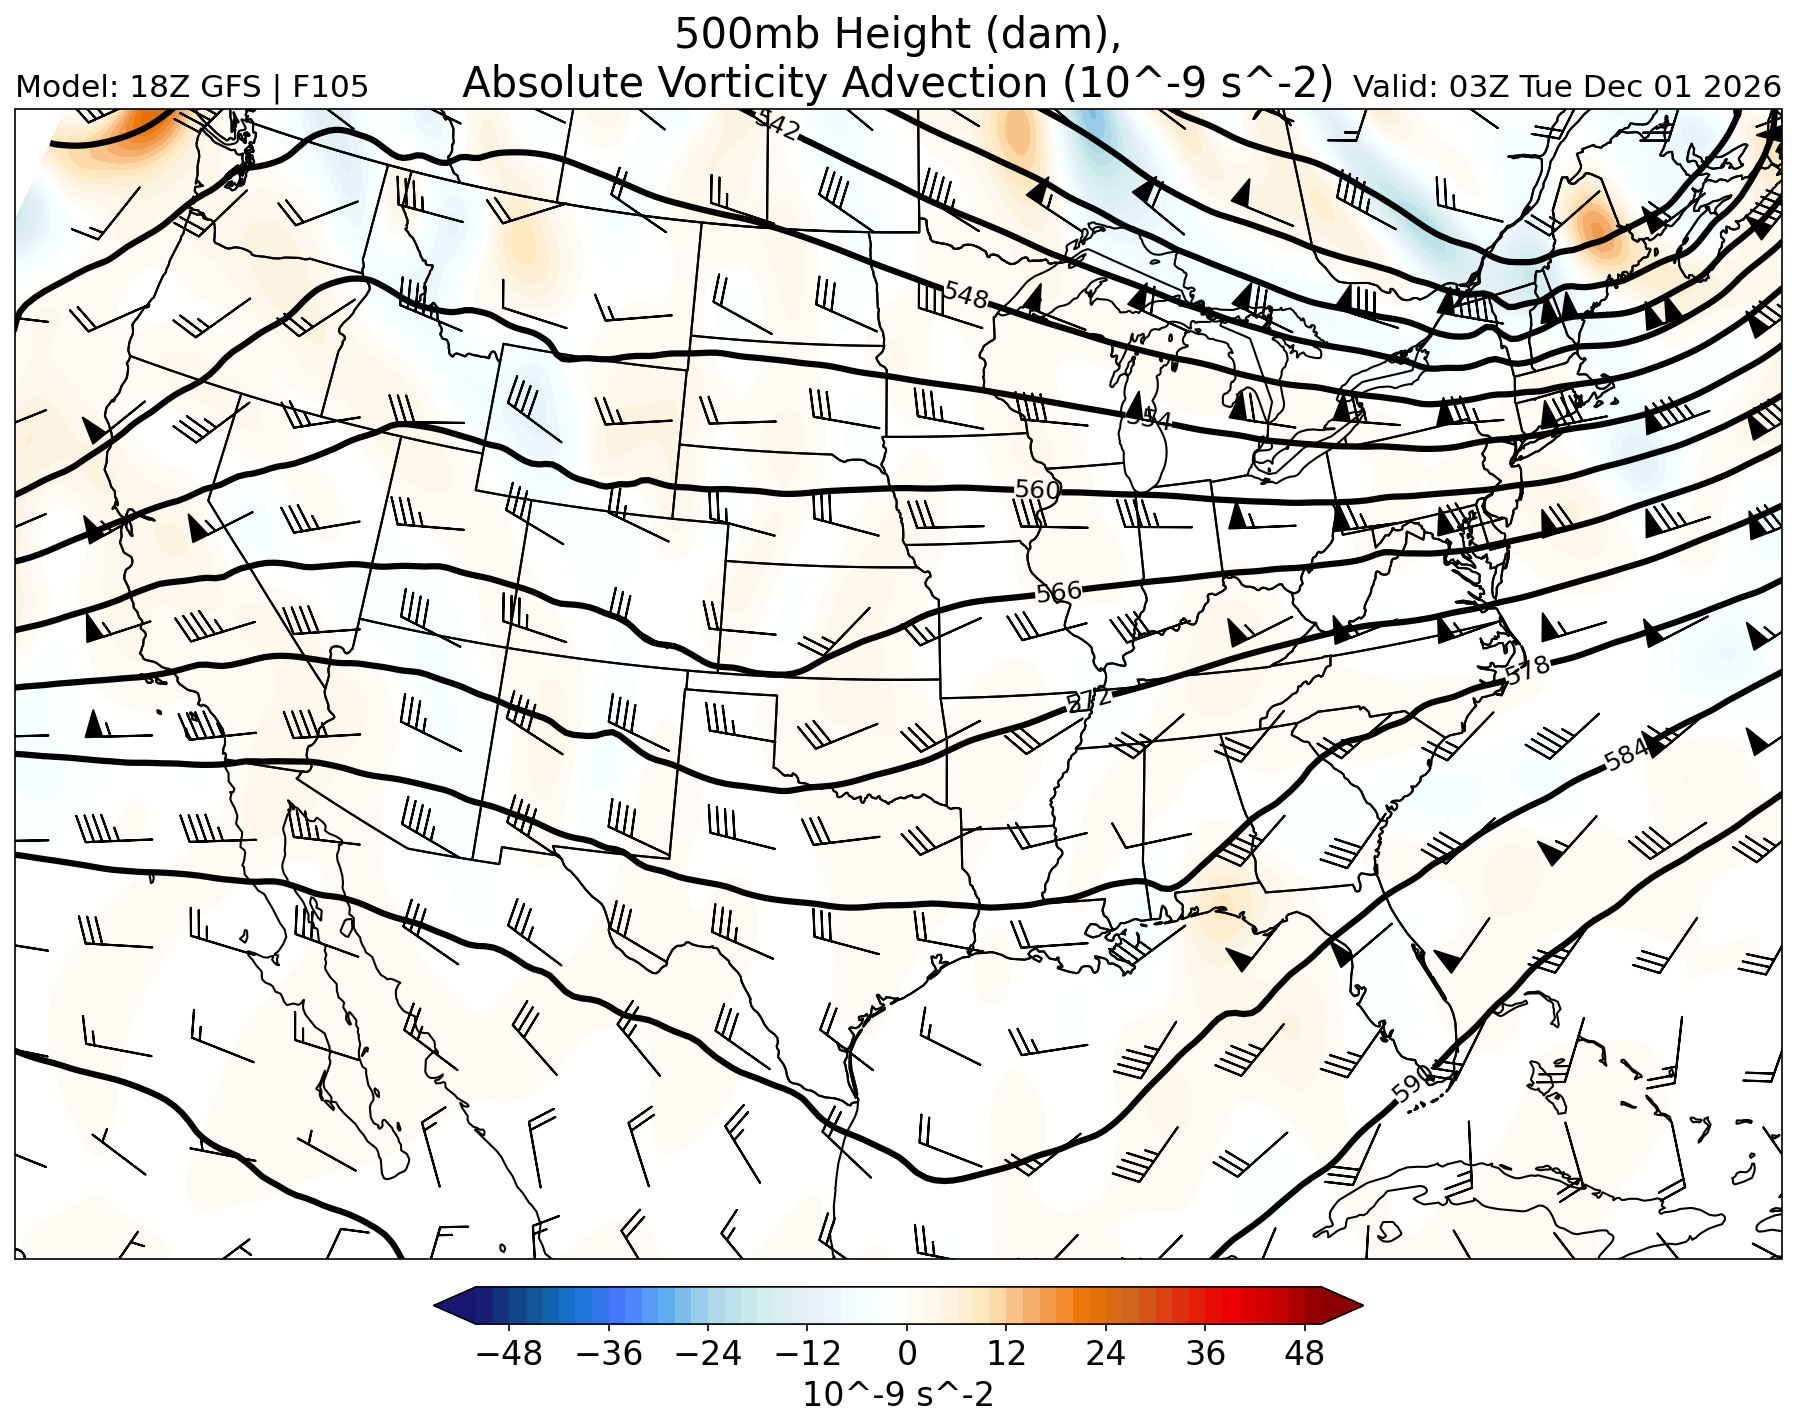 500mb Height (dam),
Model: 18Z GFS | F105
Absolute Vorticity Advection (10^-9 s^-2)
Valid: 03Z Tue Dec 01 2026
542
548
554
560
566
572
578
584
590
−48 −36 −24 −12 0 12 24 36 48
10^-9 s^-2